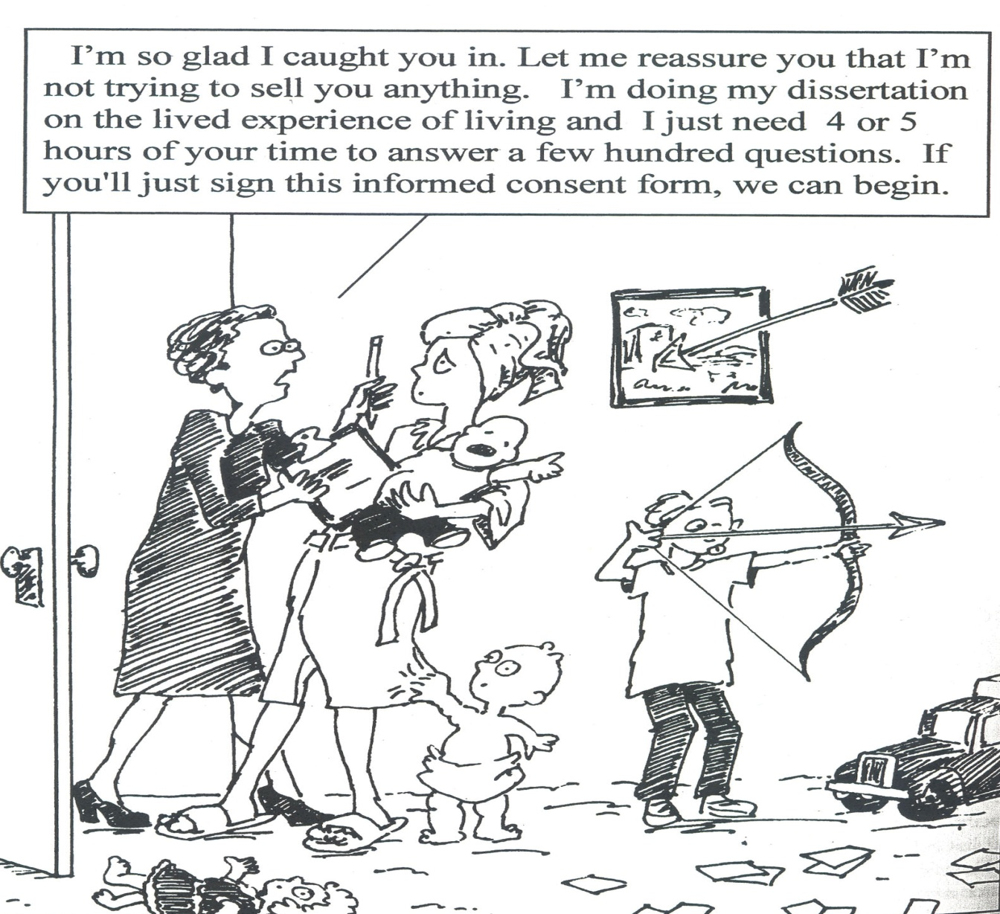 I'm so glad I caught you in. Let me reassure you that I'm
not trying to sell you anything. I'm doing my dissertation
on the lived experience of living and I just need 4 or 5
hours of your time to answer a few hundred questions. If
you'll just sign this informed consent form, we can begin.